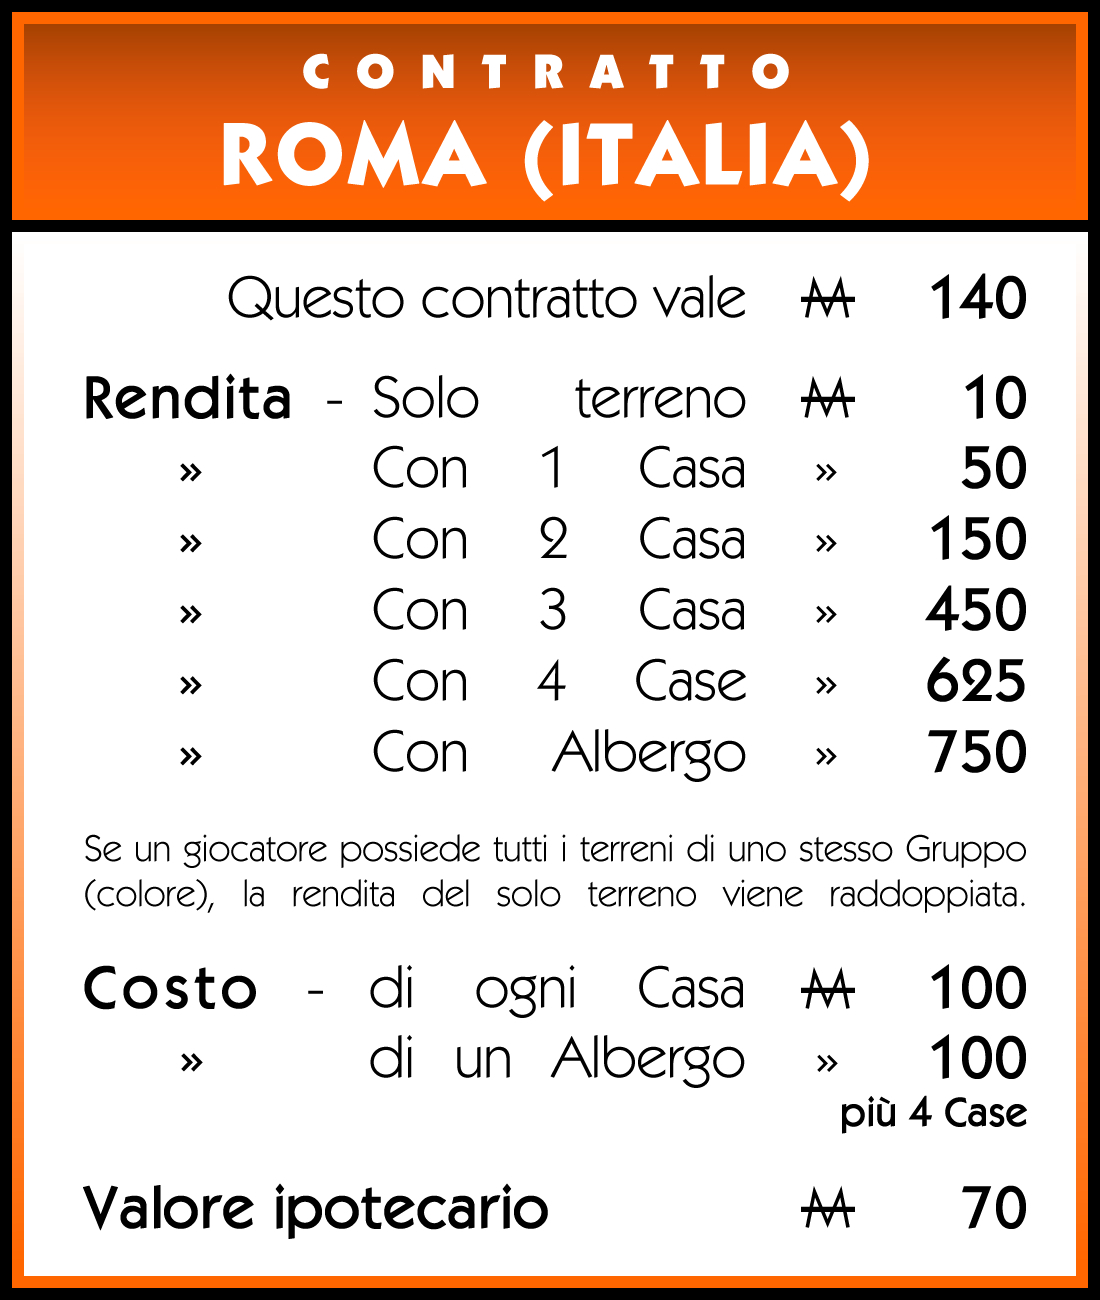 CONTRATTO
ROMA (ITALIA)
Questo contratto vale M 140
Rendita - Solo terreno M 10
» Con 1 Casa » 50
» Con 2 Casa » 150
» Con 3 Casa » 450
» Con 4 Case » 625
» Con Albergo » 750
Se un giocatore possiede tutti i terreni di uno stesso Gruppo
(colore), la rendita del solo terreno viene raddoppiata.
Costo - di ogni Casa M 100
» di un Albergo » 100
più 4 Case
Valore ipotecario M 70